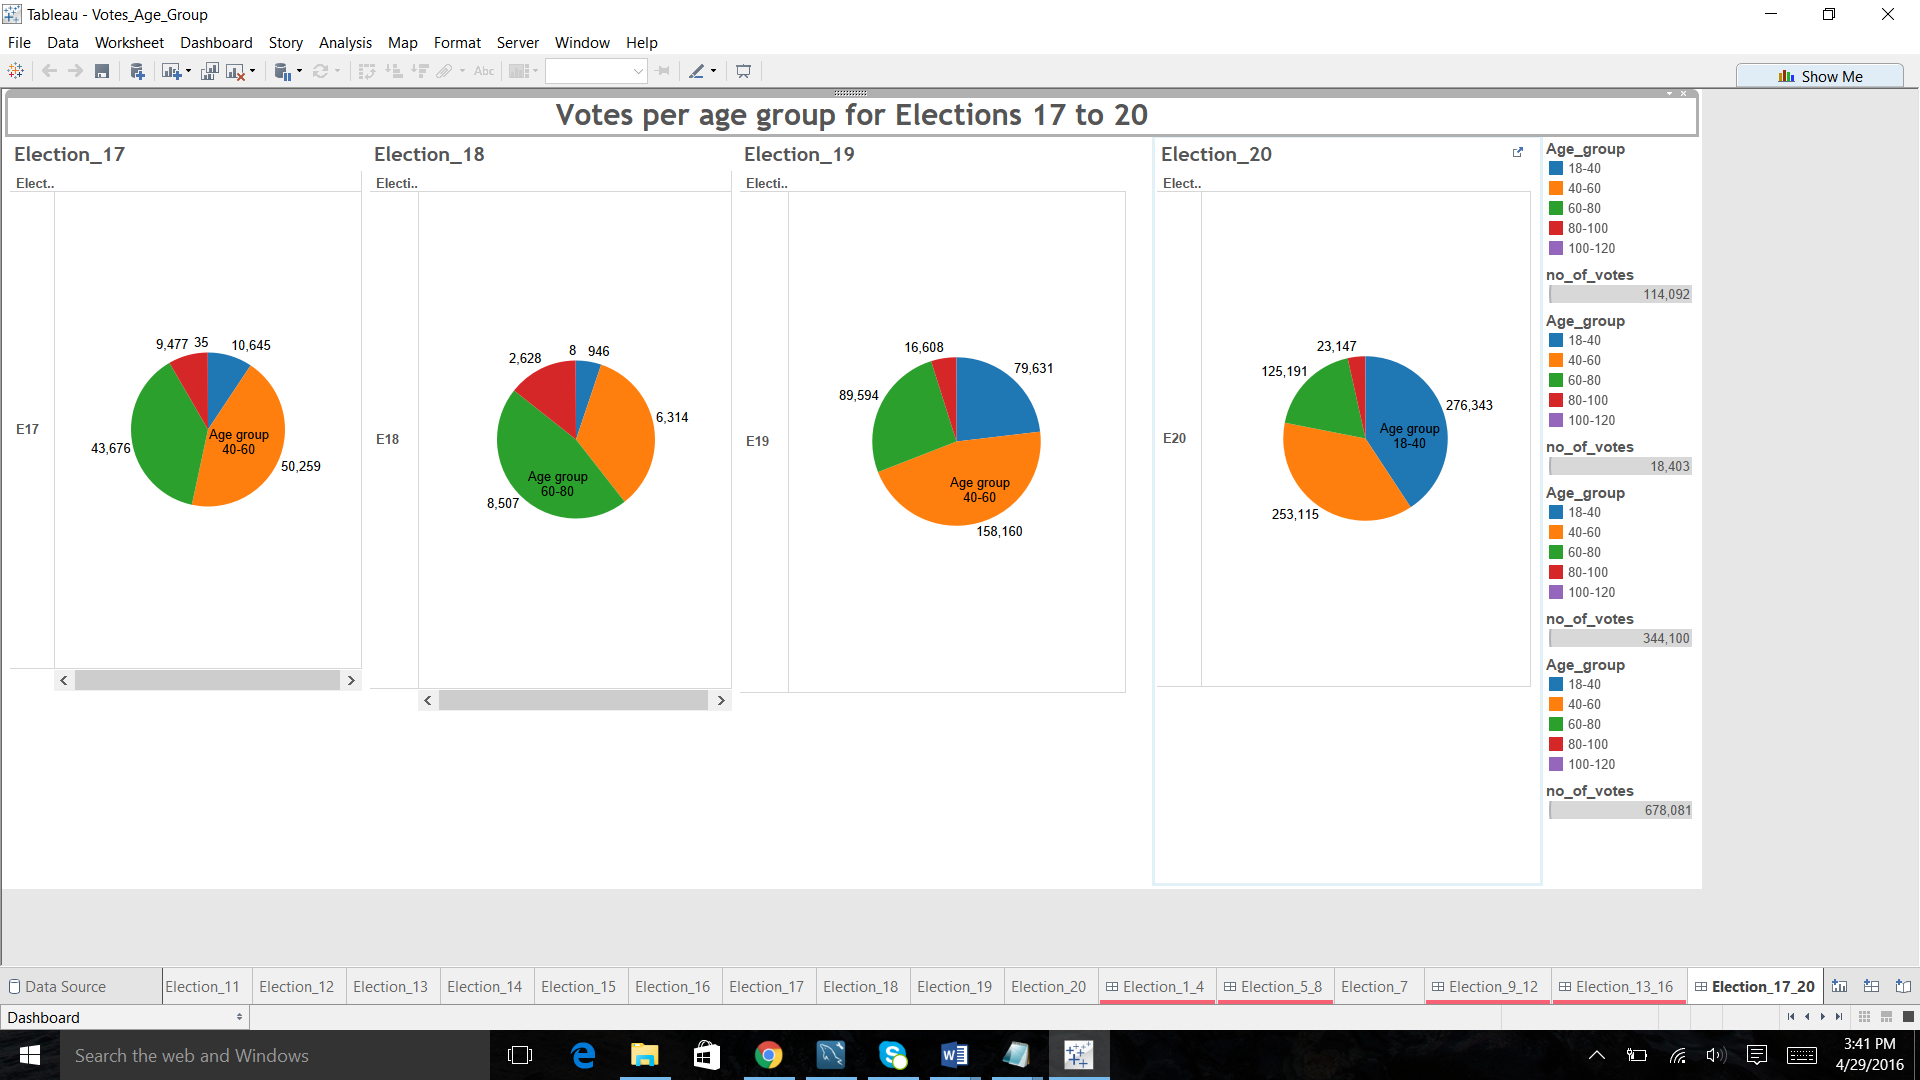 Tableau - Votes_Age_Group
File Data Worksheet Dashboard Story Analysis Map Format Server Window Help
Abc
Show Me
Votes per age group for Elections 17 to 20
Election_17
Elect..
E17
9,477 35 10,645
43,676
Age group
40-60
50,259
Election_18
Electi..
E18
2,628 8 946
6,314
Age group
60-80
8,507
Election_19
Electi..
E19
16,608
79,631
89,594
Age group
40-60
158,160
Election_20
Elect..
E20
23,147
125,191
276,343
Age group
18-40
253,115
Age_group
18-40
40-60
60-80
80-100
100-120
no_of_votes
114,092
Age_group
18-40
40-60
60-80
80-100
100-120
no_of_votes
18,403
Age_group
18-40
40-60
60-80
80-100
100-120
no_of_votes
344,100
Age_group
18-40
40-60
60-80
80-100
100-120
no_of_votes
678,081
Data Source Election_11 Election_12 Election_13 Election_14 Election_15 Election_16 Election_17 Election_18 Election_19 Election_20 Election_1_4 Election_5_8 Election_7 Election_9_12 Election_13_16 Election_17_20
Dashboard
Search the web and Windows
3:41 PM
4/29/2016